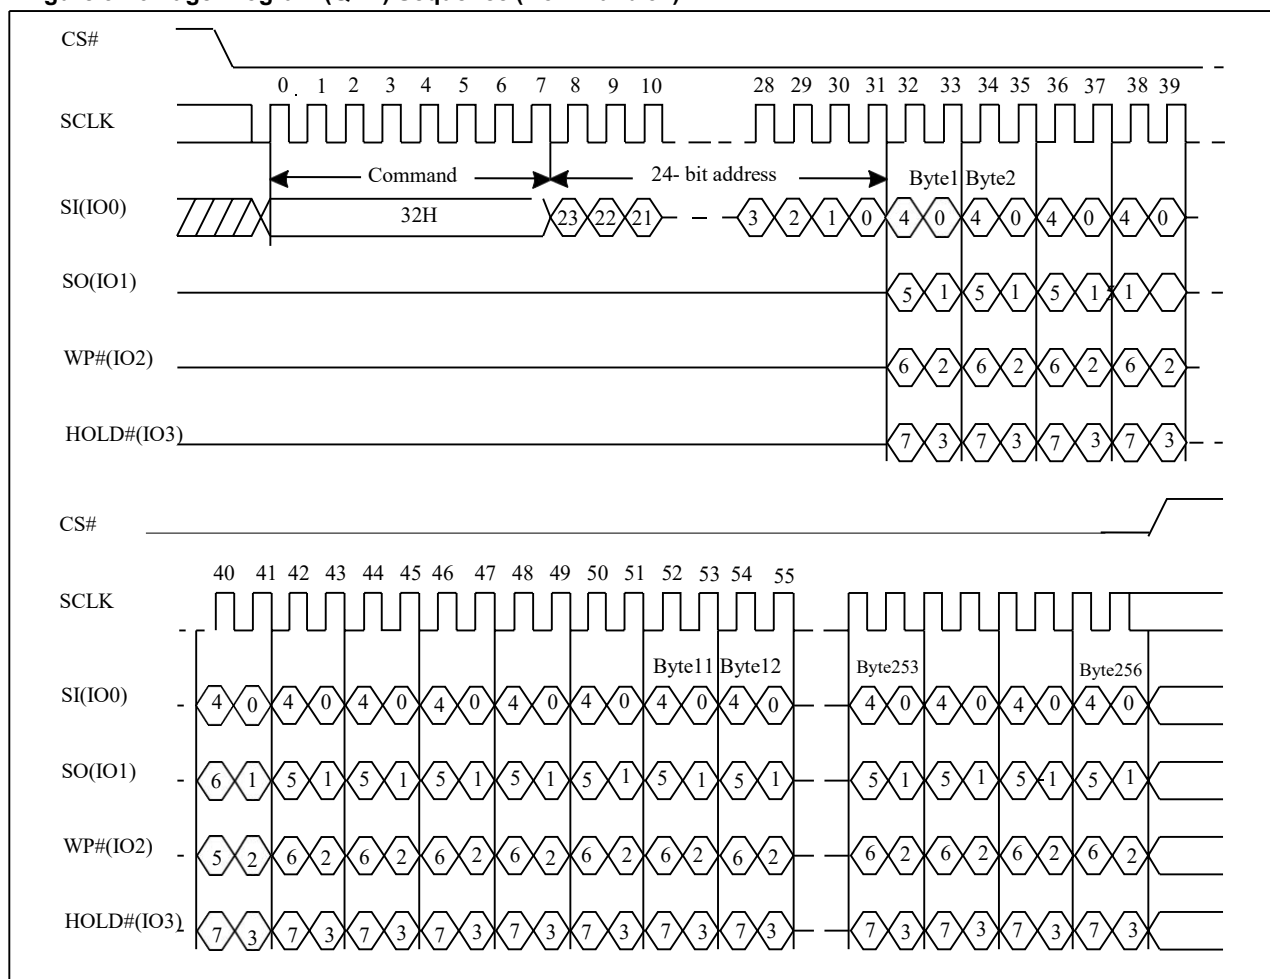 CS#
0 1 2 3 4 5 6 7 8 9 10 28 29 30 31 32 33 34 35 36 37 38 39
SCLK
Command 24- bit address Byte1 Byte2
SI(IO0) 32H 23 22 21 3 2 1 0 4 0 4 0 4 0 4 0
SO(IO1) 5 1 5 1 5 1 1
WP#(IO2) 6 2 6 2 6 2 6 2
HOLD#(IO3) 7 3 7 3 7 3 7 3
CS#
40 41 42 43 44 45 46 47 48 49 50 51 52 53 54 55
SCLK
Byte11 Byte12 Byte253 Byte256
SI(IO0) 4 0 4 0 4 0 4 0 4 0 4 0 4 0 4 0 4 0 4 0 4 0 4 0
SO(IO1) 6 1 5 1 5 1 5 1 5 1 5 1 5 1 5 1 5 1 5 1 5 1 5 1
WP#(IO2) 5 2 6 2 6 2 6 2 6 2 6 2 6 2 6 2 6 2 6 2 6 2 6 2
HOLD#(IO3) 7 3 7 3 7 3 7 3 7 3 7 3 7 3 7 3 7 3 7 3 7 3 7 3